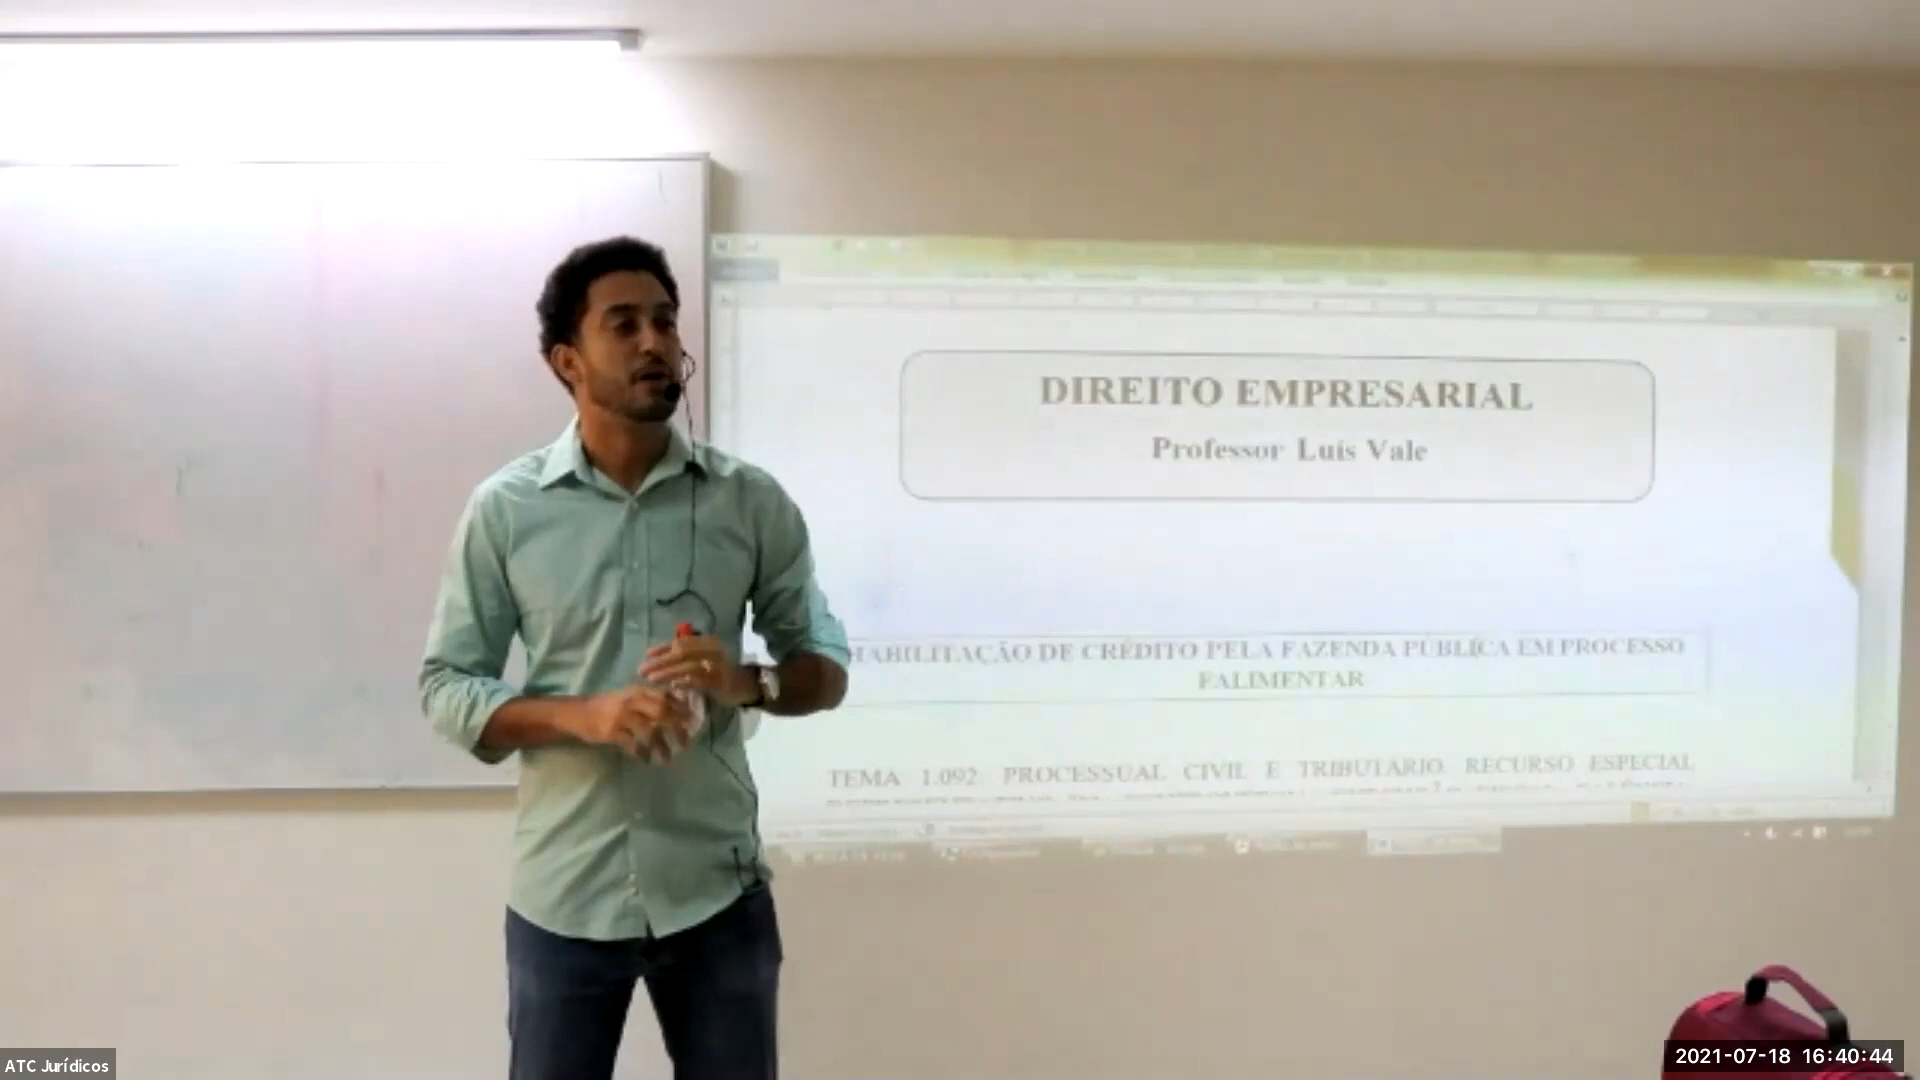 DIREITO EMPRESARIAL
Professor Luís Vale
HABILITAÇÃO DE CRÉDITO PELA FAZENDA PÚBLICA EM PROCESSO
FALIMENTAR
TEMA 1.092: PROCESSUAL CIVIL E TRIBUTÁRIO. RECURSO ESPECIAL
ATC Jurídicos
2021-07-18 16:40:44